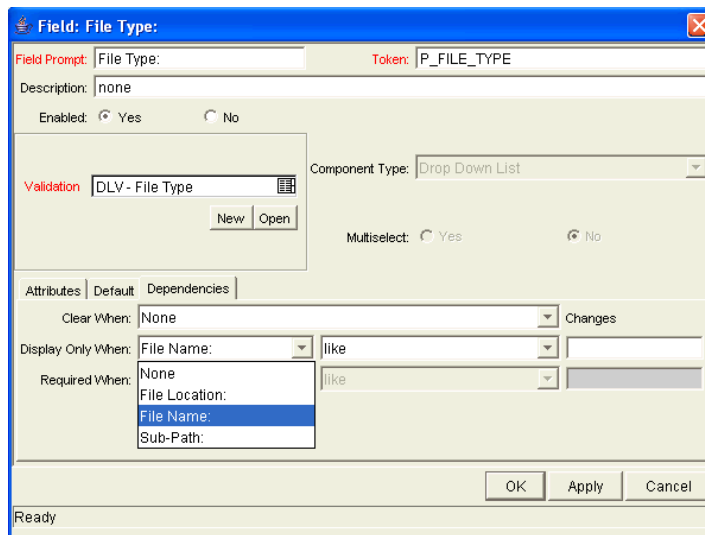 Field: File Type:
Field Prompt: File Type: Token: P_FILE_TYPE
Description: none
Enabled: Yes No
Validation DLV - File Type
New Open
Component Type: Drop Down List
Multiselect: Yes No
Attributes Default Dependencies
Clear When: None Changes
Display Only When: File Name: like
Required When: like
None
File Location:
File Name:
Sub-Path:
OK Apply Cancel
Ready